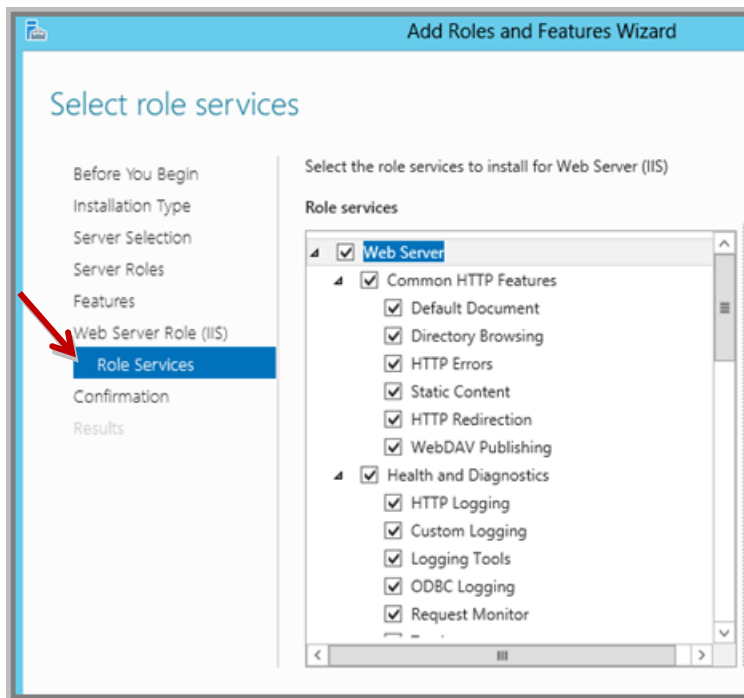 Add Roles and Features Wizard
Select role services
Before You Begin
Installation Type
Server Selection
Server Roles
Features
Web Server Role (IIS)
Role Services
Confirmation
Results
Select the role services to install for Web Server (IIS)
Role services
Web Server
Common HTTP Features
Default Document
Directory Browsing
HTTP Errors
Static Content
HTTP Redirection
WebDAV Publishing
Health and Diagnostics
HTTP Logging
Custom Logging
Logging Tools
ODBC Logging
Request Monitor